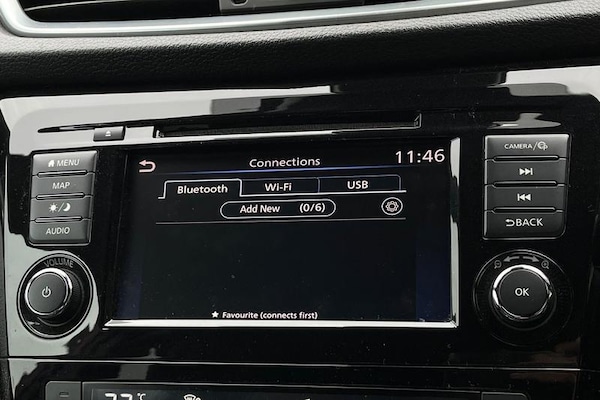 MENU
MAP
AUDIO
VOLUME
Connections 11:46
Bluetooth Wi-Fi USB
Add New (0/6)
★ Favourite (connects first)
CAMERA/
BACK
OK